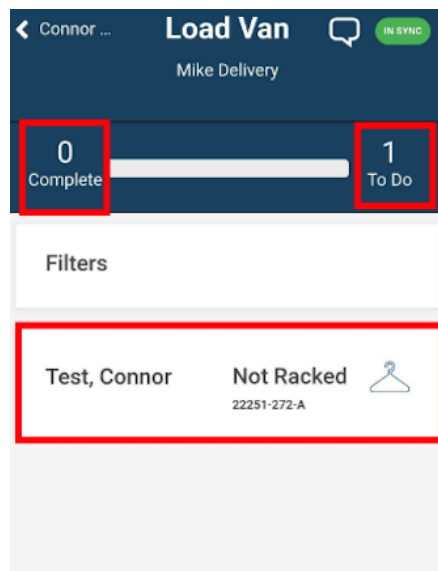 Connor ...
Load Van
IN SYNC
Mike Delivery
0
Complete
1
To Do
Filters
Test, Connor
Not Racked
22251-272-A